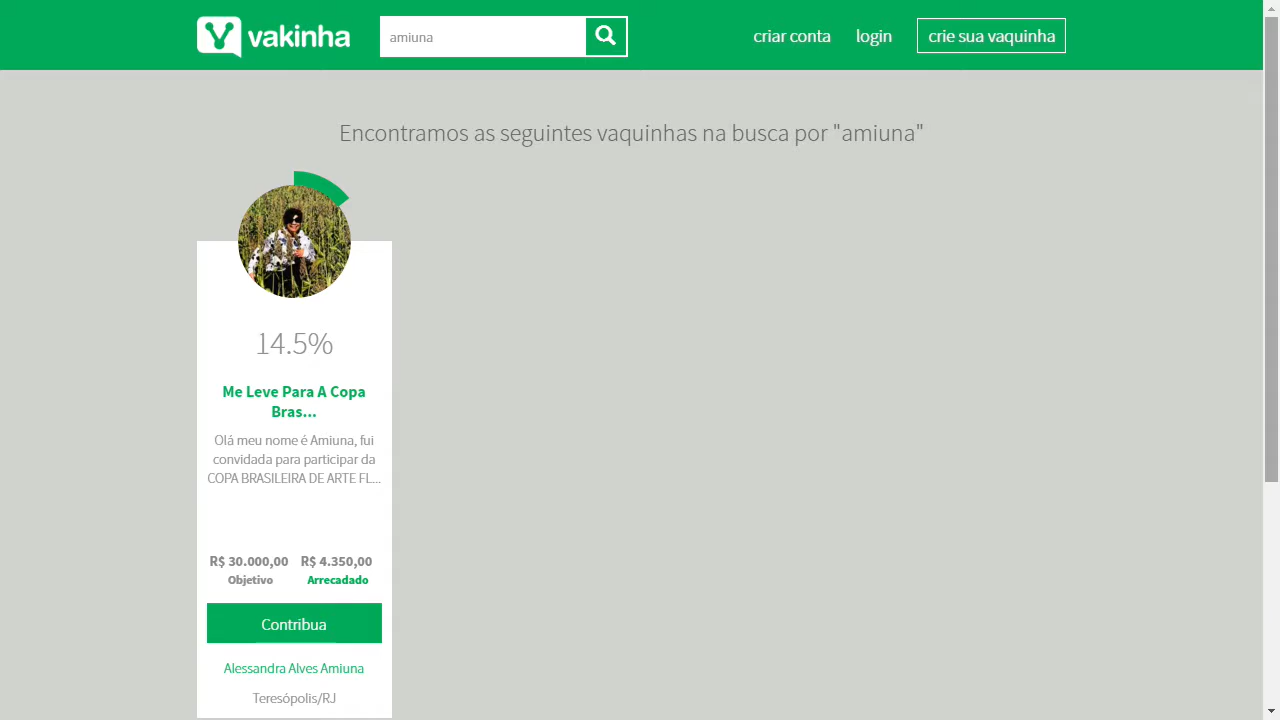 vakinha
amiuna
criar conta
login
crie sua vaquinha
Encontramos as seguintes vaquinhas na busca por "amiuna"
14.5%
Me Leve Para A Copa
Bras...
Olá meu nome é Amiuna, fui
convidada para participar da
COPA BRASILEIRA DE ARTE FL...
R$ 30.000,00 R$ 4.350,00
Objetivo Arrecadado
Contribua
Alessandra Alves Amiuna
Teresópolis/RJ